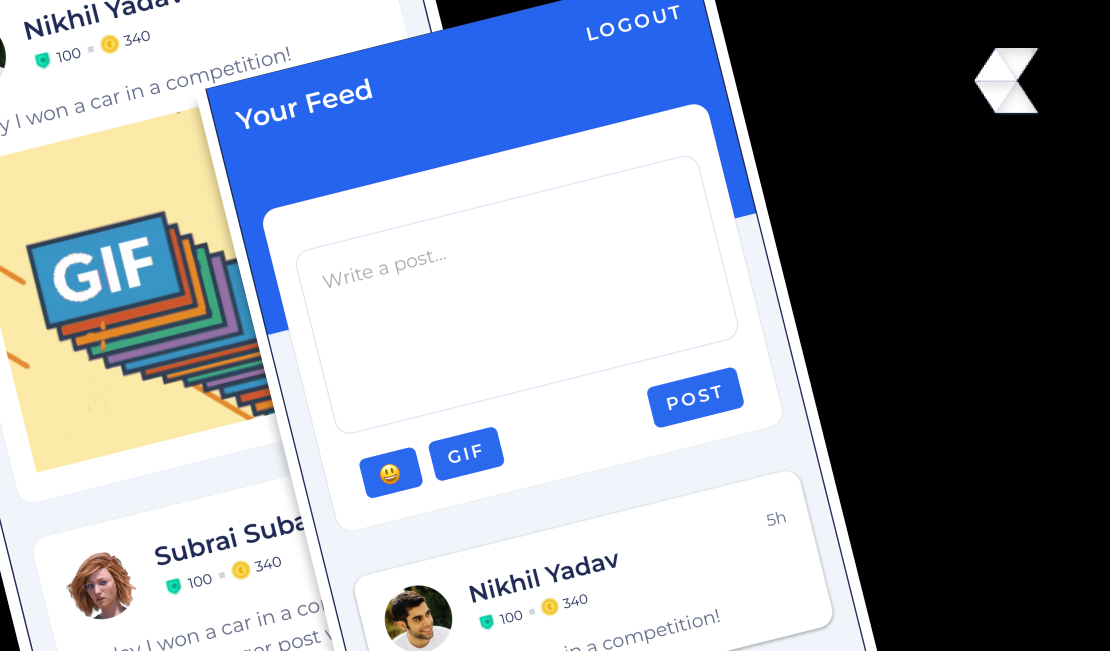 Nikhil Yadav
100 340
y I won a car in a competition!
GIF
Subrai Suba
100 340
I won a car in a co
post
LOGOUT
Your Feed
Write a post...
POST
GIF
5h
Nikhil Yadav
100 340
in a competition!